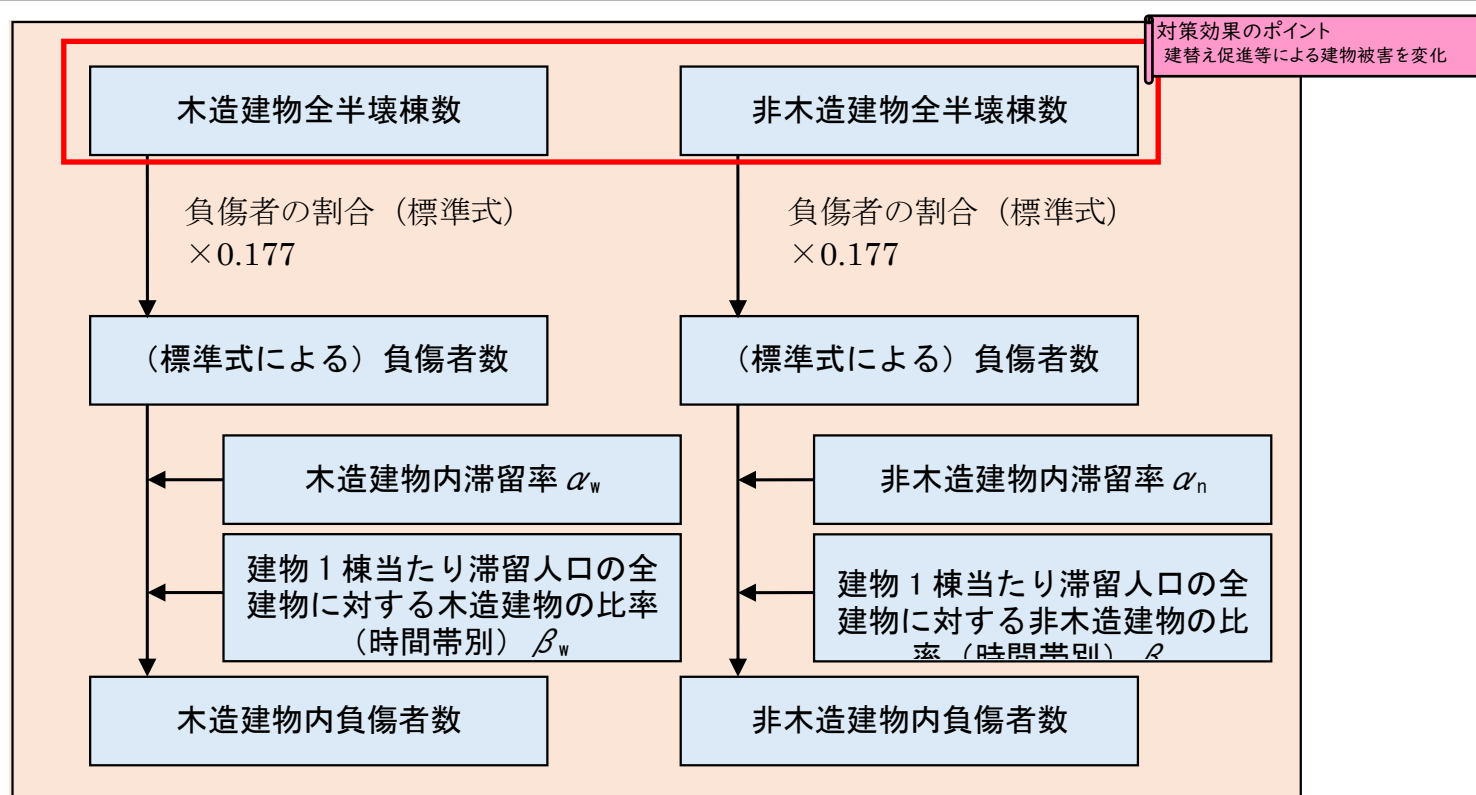 対策効果のポイント
建替え促進等による建物被害を変化
木造建物全半壊棟数
非木造建物全半壊棟数
負傷者の割合（標準式）
×0.177
負傷者の割合（標準式）
×0.177
（標準式による）負傷者数
（標準式による）負傷者数
木造建物内滞留率 αw
非木造建物内滞留率 αn
建物１棟当たり滞留人口の全
建物に対する木造建物の比率
（時間帯別） βw
建物１棟当たり滞留人口の全
建物に対する非木造建物の比
率（時間帯別） β
木造建物内負傷者数
非木造建物内負傷者数